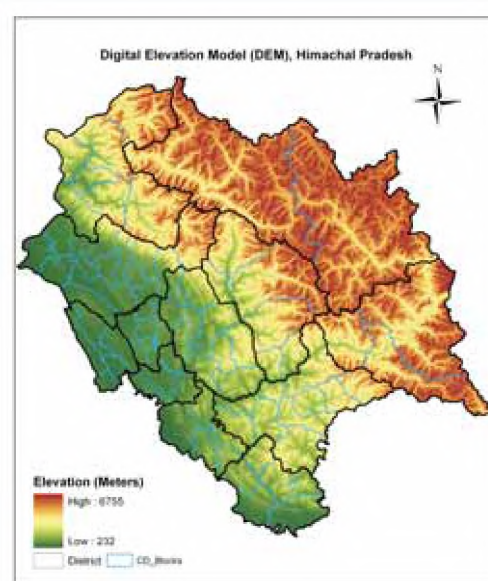 Digital Elevation Model (DEM), Himachal Pradesh
N
Elevation (Meters)
High : 6755
Low : 232
District
CD_Blocks